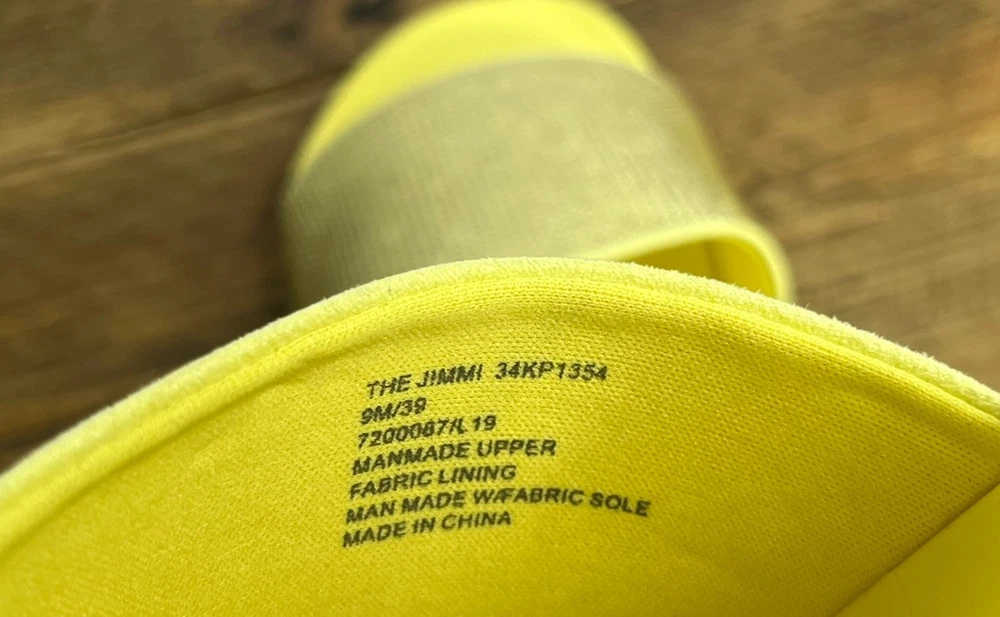 THE JIMMI 34KP1354
9M/39
7200087/L19
MANMADE UPPER
FABRIC LINING
MAN MADE W/FABRIC SOLE
MADE IN CHINA